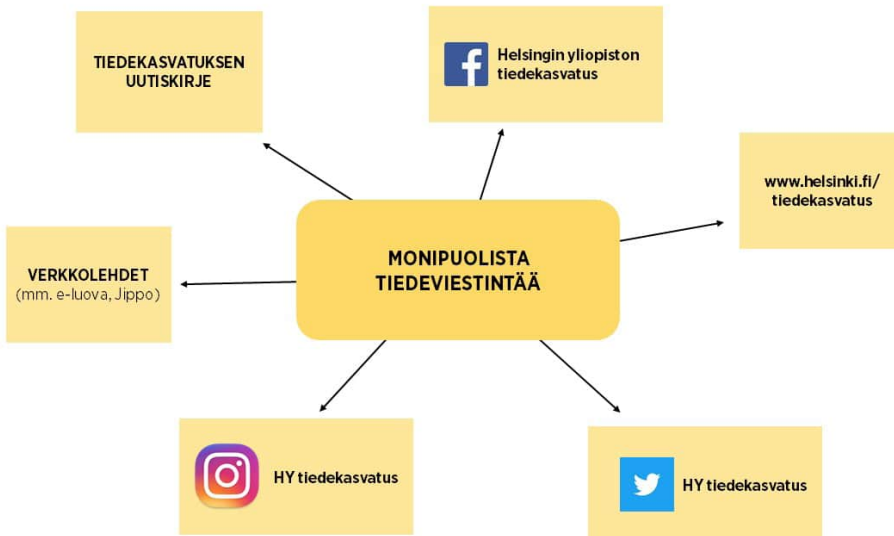 TIEDEKASVATUKSEN
UUTISKIRJE
Helsingin yliopiston
tiedekasvatus
www.helsinki.fi/
tiedekasvatus
MONIPUOLISTA
TIEDEVIESTINTÄÄ
VERKKOLEHDET
(mm. e-luova, Jippo)
HY tiedekasvatus
HY tiedekasvatus